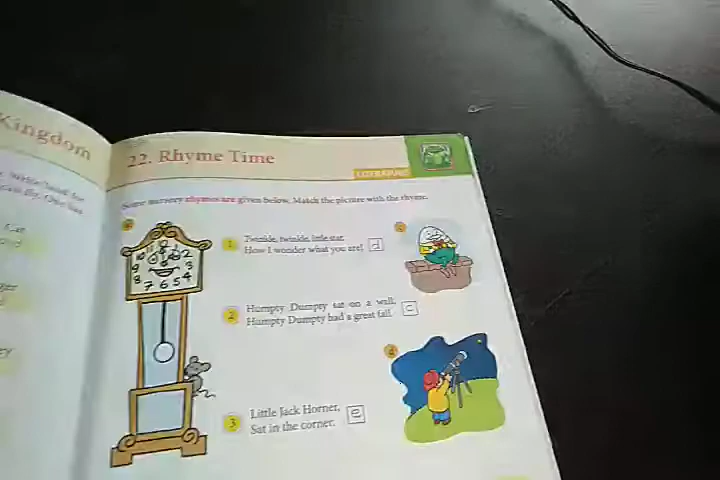 Kingdom
22. Rhyme Time
LITERATURE
Some nursery rhymes are given below. Match the picture with the rhyme.
1 Twinkle, twinkle, little star,
How I wonder what you are! d
2 Humpty Dumpty sat on a wall,
Humpty Dumpty had a great fall. c
3 Little Jack Horner,
Sat in the corner. e